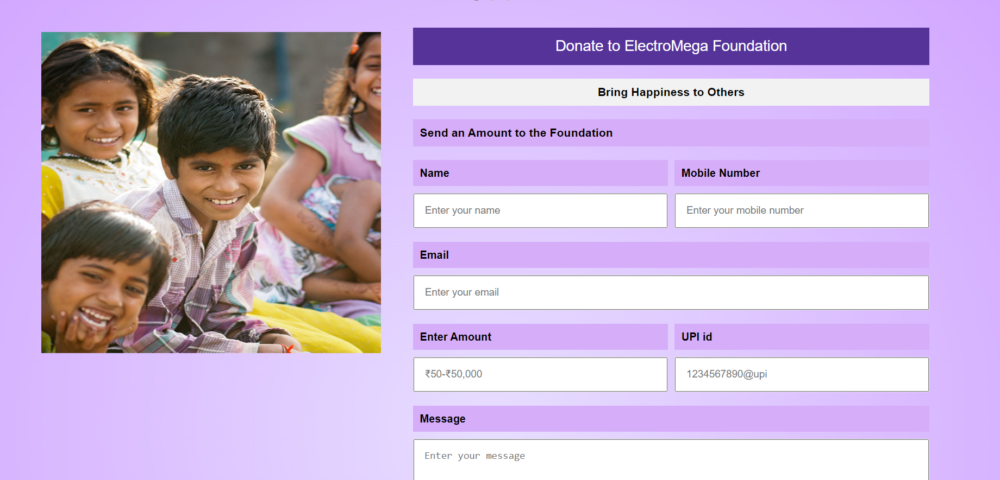 Donate to ElectroMega Foundation
Bring Happiness to Others
Send an Amount to the Foundation
Name
Mobile Number
Enter your name
Enter your mobile number
Email
Enter your email
Enter Amount
UPI id
₹50-₹50,000
1234567890@upi
Message
Enter your message